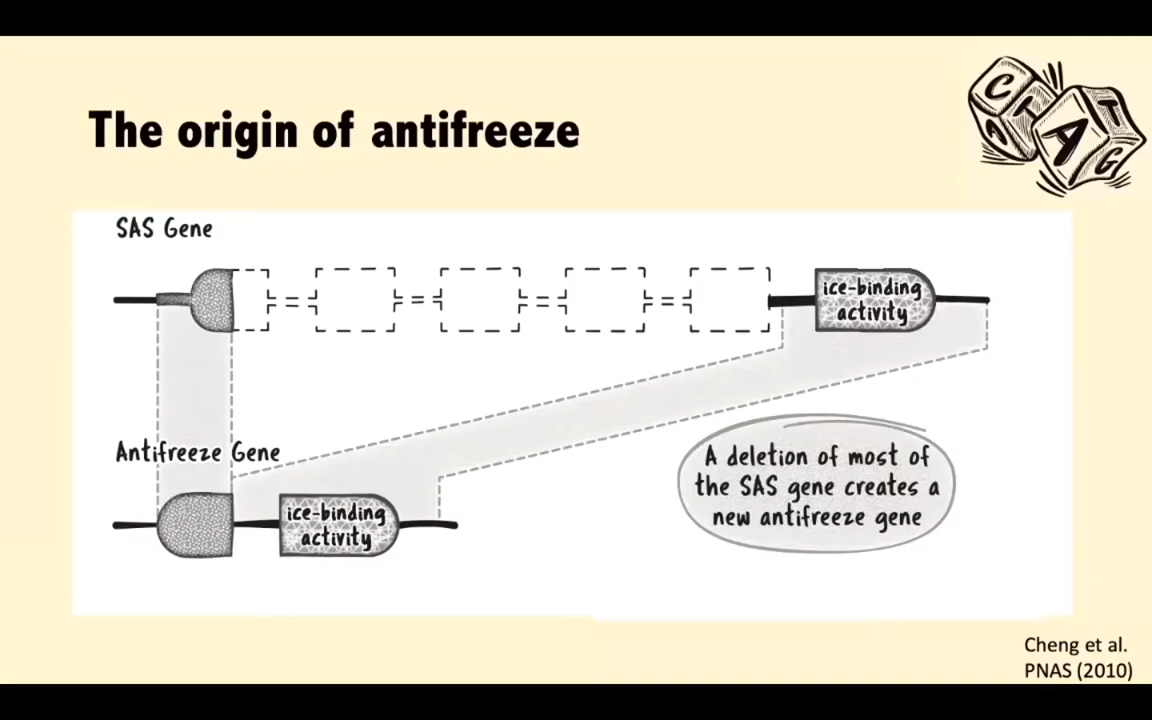 The origin of antifreeze
C
T
A
A
T
G
SAS Gene
ice-binding
activity
Antifreeze Gene
ice-binding
activity
A deletion of most of
the SAS gene creates a
new antifreeze gene
Cheng et al.
PNAS (2010)